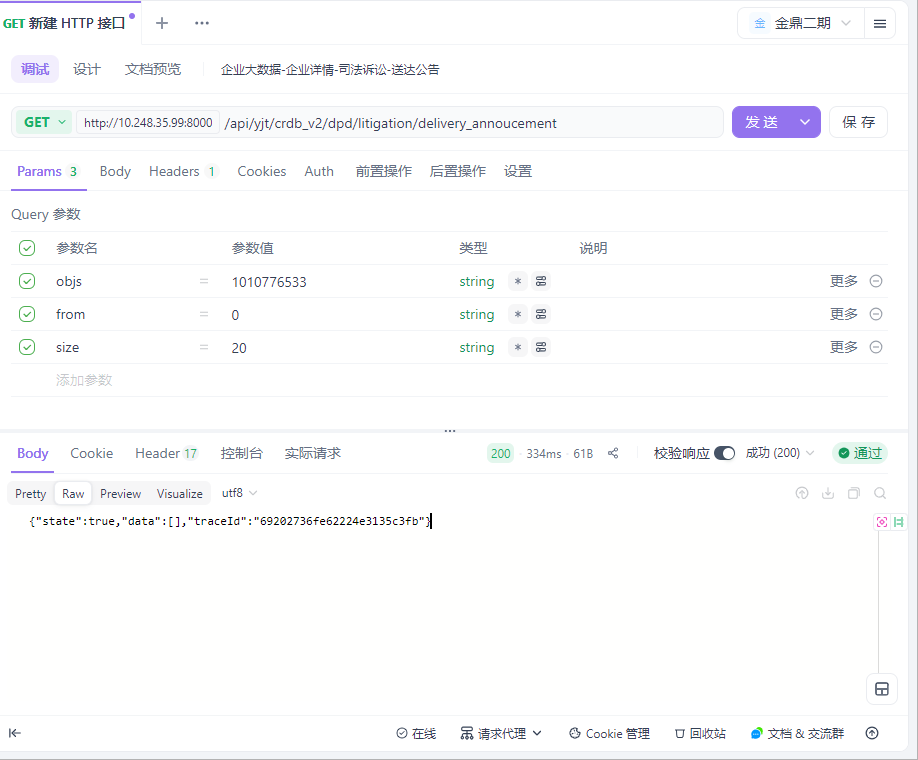 GET 新建 HTTP 接口
金 金鼎二期
调试 设计 文档预览 企业大数据-企业详情-司法诉讼-送达公告
GET http://10.248.35.99:8000 /api/yjt/crdb_v2/dpd/litigation/delivery_annoucement 发 送 保 存
Params 3 Body Headers 1 Cookies Auth 前置操作 后置操作 设置
Query 参数
参数名 参数值 类型 说明
objs = 1010776533 string * 更多
from = 0 string * 更多
size = 20 string * 更多
添加参数
Body Cookie Header 17 控制台 实际请求 200 · 334ms · 61B 校验响应 成功 (200) 通过
Pretty Raw Preview Visualize utf8
{"state":true,"data":[],"traceId":"69202736fe62224e3135c3fb"}
在线 请求代理 Cookie 管理 回收站 文档 & 交流群